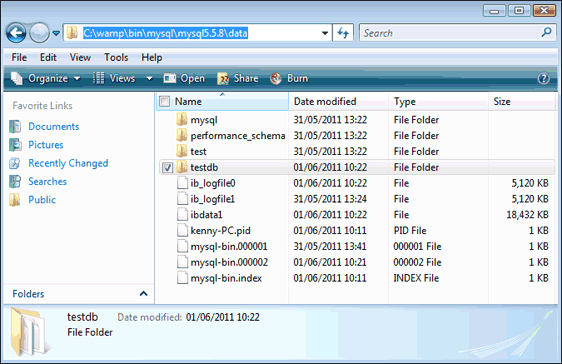 C:\wamp\bin\mysql\mysql5.5.8\data
Search
File Edit View Tools Help
Organize Views Open Share Burn
Favorite Links
Documents
Pictures
Recently Changed
Searches
Public
Folders
Name Date modified Type Size
mysql 31/05/2011 13:22 File Folder
performance_schema 31/05/2011 13:22 File Folder
test 31/05/2011 13:22 File Folder
testdb 01/06/2011 10:22 File Folder
ib_logfile0 01/06/2011 10:22 File 5,120 KB
ib_logfile1 31/05/2011 13:24 File 5,120 KB
ibdata1 01/06/2011 10:22 File 18,432 KB
kenny-PC.pid 01/06/2011 10:11 PID File 1 KB
mysql-bin.000001 31/05/2011 13:41 000001 File 1 KB
mysql-bin.000002 01/06/2011 10:21 000002 File 1 KB
mysql-bin.index 01/06/2011 10:11 INDEX File 1 KB
testdb Date modified: 01/06/2011 10:22
File Folder